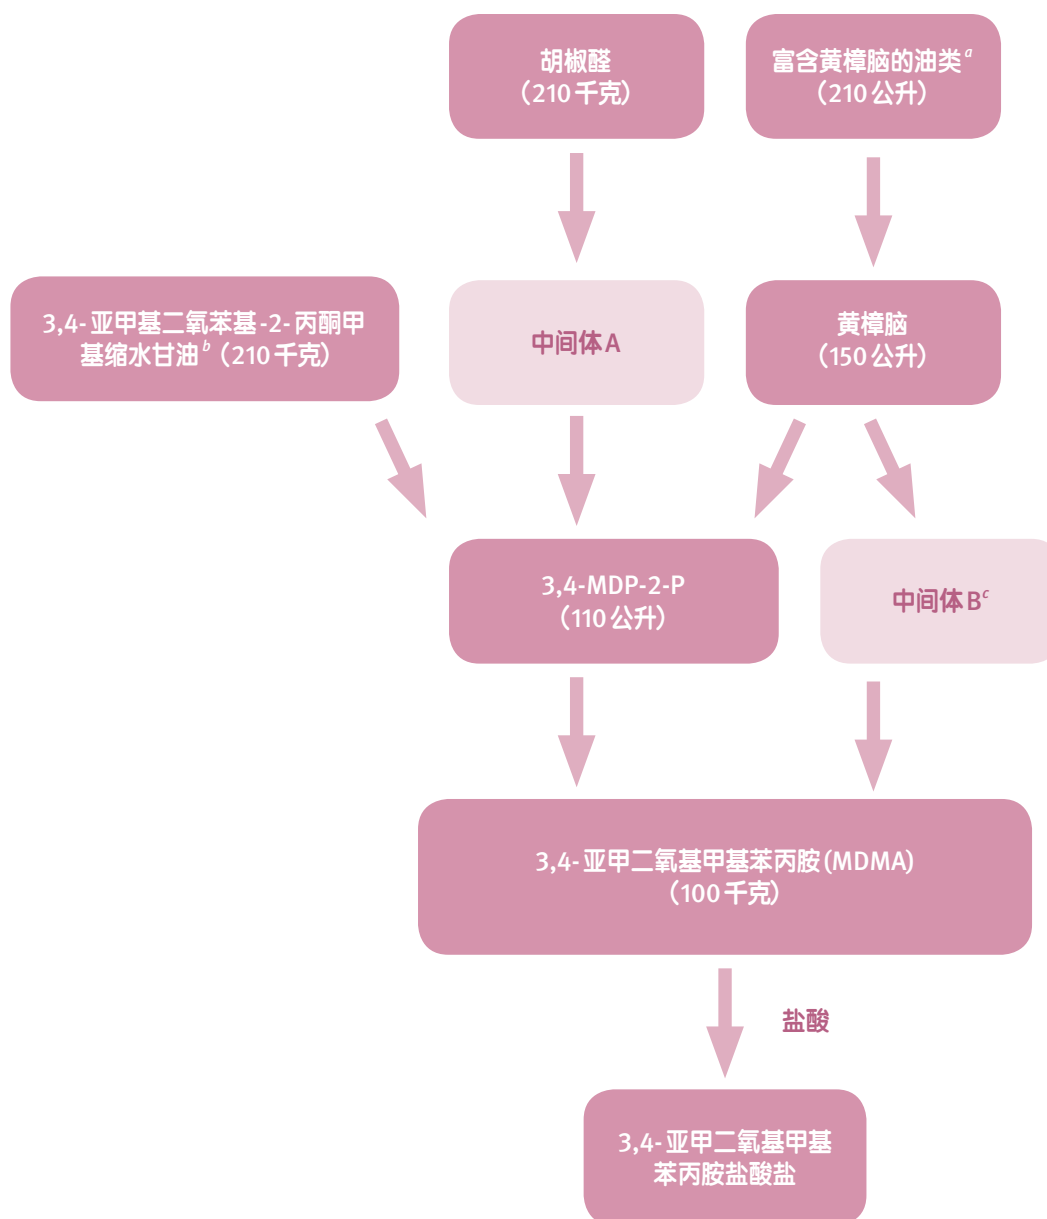 胡椒醛
（210 千克）
富含黄樟脑的油类 a
（210 公升）
3,4- 亚甲基二氧苯基 -2- 丙酮甲
基缩水甘油 b（210 千克）
中间体 A
黄樟脑
（150 公升）
3,4-MDP-2-P
（110 公升）
中间体 B c
3,4- 亚甲二氧基甲基苯丙胺 (MDMA)
（100 千克）
盐酸
3,4- 亚甲二氧基甲基
苯丙胺盐酸盐